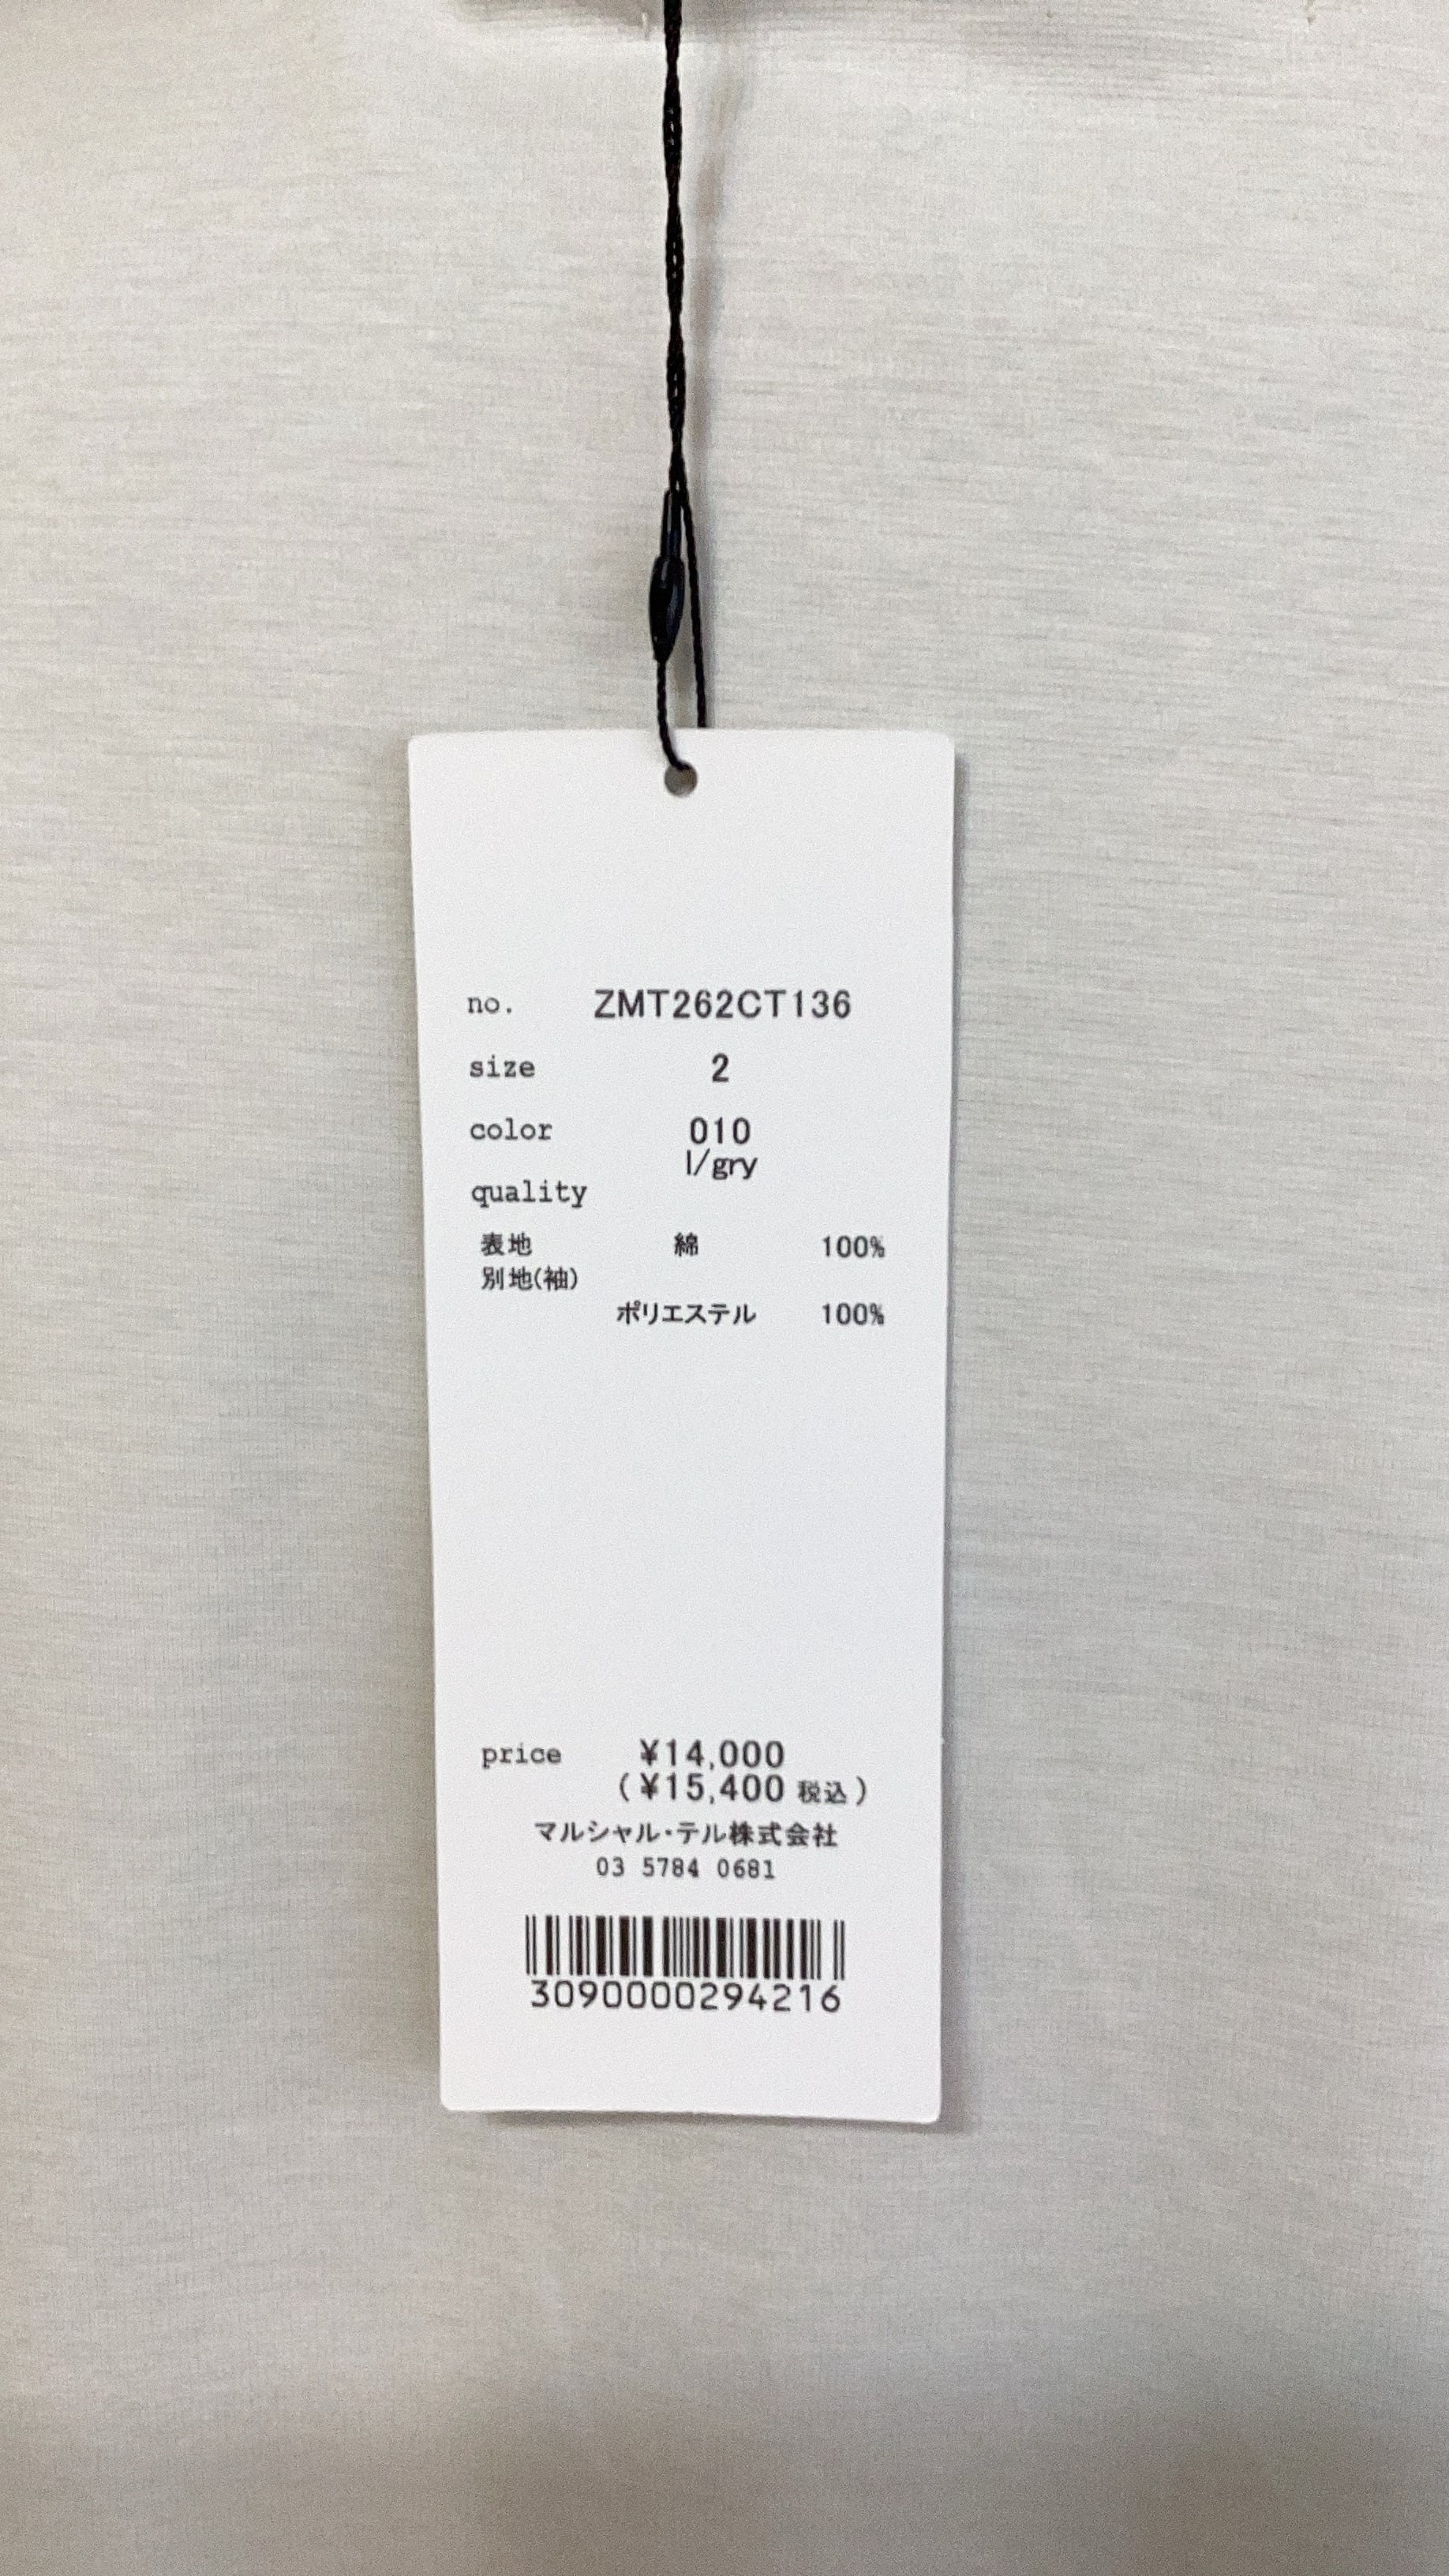 no. ZMT262CT136
size 2
color 010
l/gry
quality
表地 綿 100%
別地(袖)
ポリエステル 100%
price ¥14,000
(¥15,400 税込)
マルシャル・テル株式会社
03 5784 0681
3090000294216